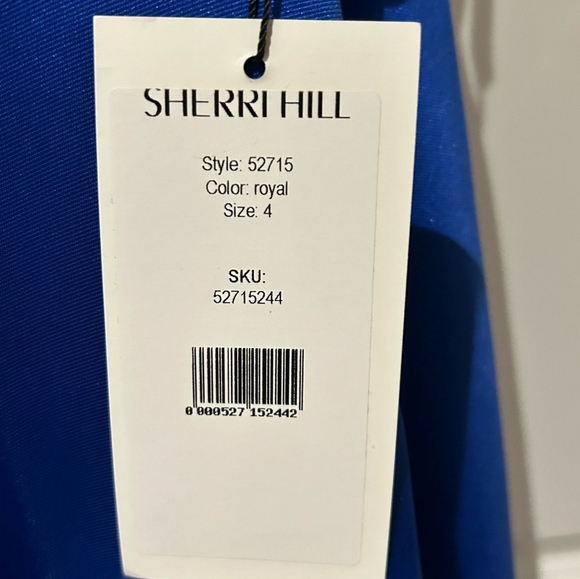 SHERRI HILL
Style: 52715
Color: royal
Size: 4
SKU:
52715244
0 000527 152442